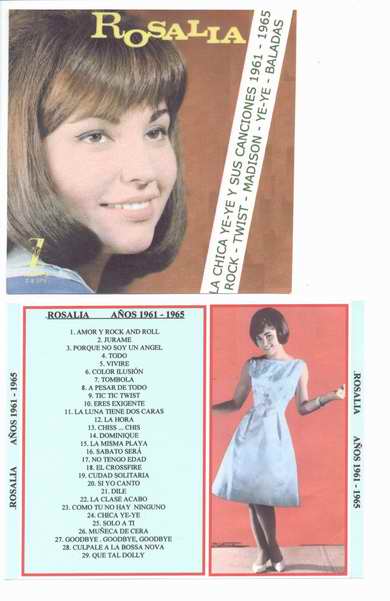 ROSALIA
LA CHICA YE-YE Y SUS CANCIONES 1961 - 1965
ROCK - TWIST - MADISON - YE-YE - BALADAS
Z
ROSALIA AÑOS 1961 - 1965
1. AMOR Y ROCK AND ROLL
2. JURAME
3. PORQUE NO SOY UN ANGEL
4. TODO
5. VIVIRE
6. COLOR ILUSIÓN
7. TOMBOLA
8. A PESAR DE TODO
9. TIC TIC TWIST
10. ERES EXIGENTE
11. LA LUNA TIENE DOS CARAS
12. LA HORA
13. CHISS ... CHIS
14. DOMINIQUE
15. LA MISMA PLAYA
16. SABATO SERÁ
17. NO TENGO EDAD
18. EL CROSSFIRE
19. CUDAD SOLITARIA
20. SI YO CANTO
21. DILE
22. LA CLASE ACABO
23. COMO TU NO HAY NINGUNO
24. CHICA YE-YE
25. SOLO A TI
26. MUÑECA DE CERA
27. GOODBYE . GOODBYE, GOODBYE
28. CULPALE A LA BOSSA NOVA
29. QUE TAL DOLLY
.ROSALIA AÑOS 1961 - 1965
.ROSALIA AÑOS 1961 - 1965